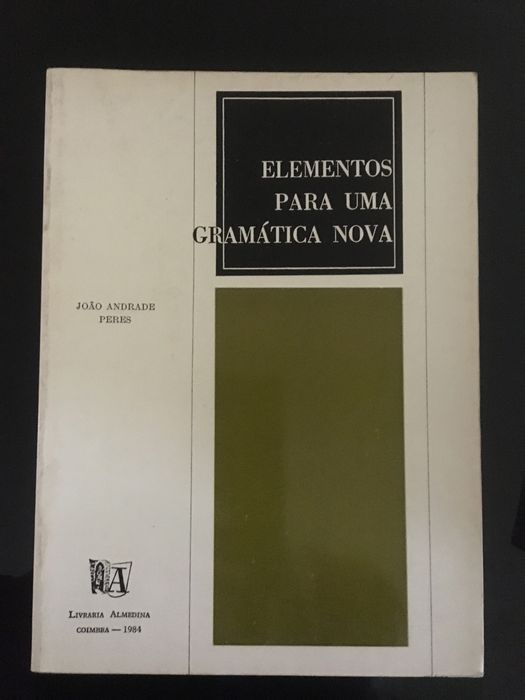 ELEMENTOS
PARA UMA
GRAMÁTICA NOVA
JOÃO ANDRADE
PERES
A
LIVRARIA ALMEDINA
COIMBRA — 1984